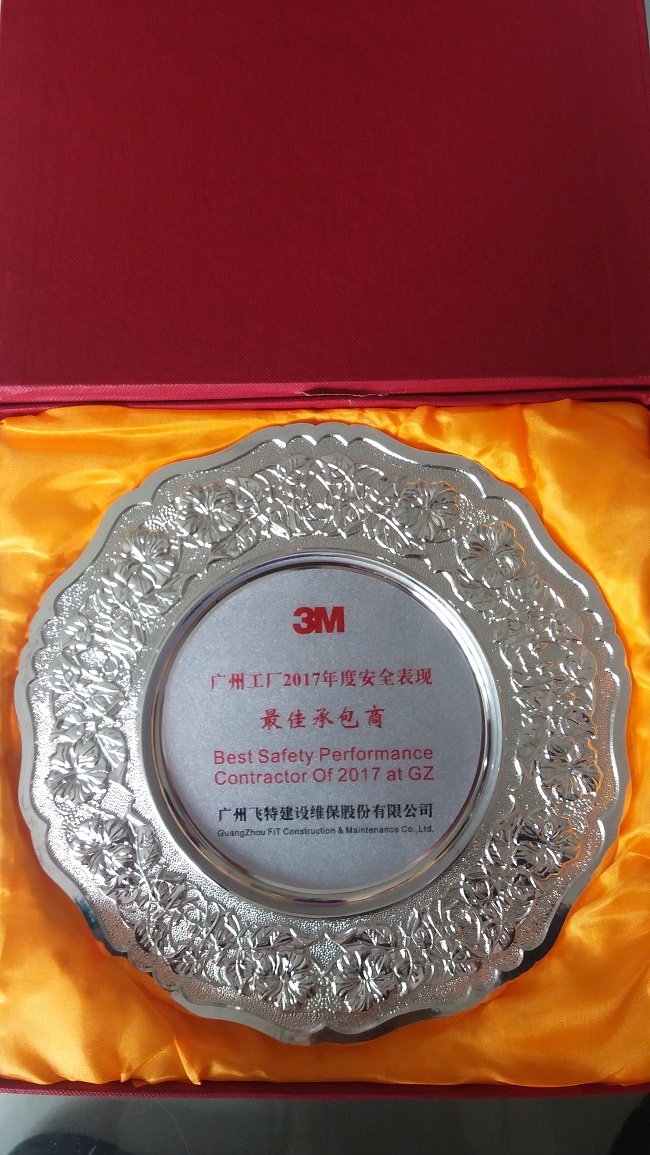 3M
广州工厂2017年度安全表现
最佳承包商
Best Safety Performance
Contractor Of 2017 at GZ
广州飞特建设维保股份有限公司
GuangZhou FiT Construction & Maintenance Co.,Ltd.